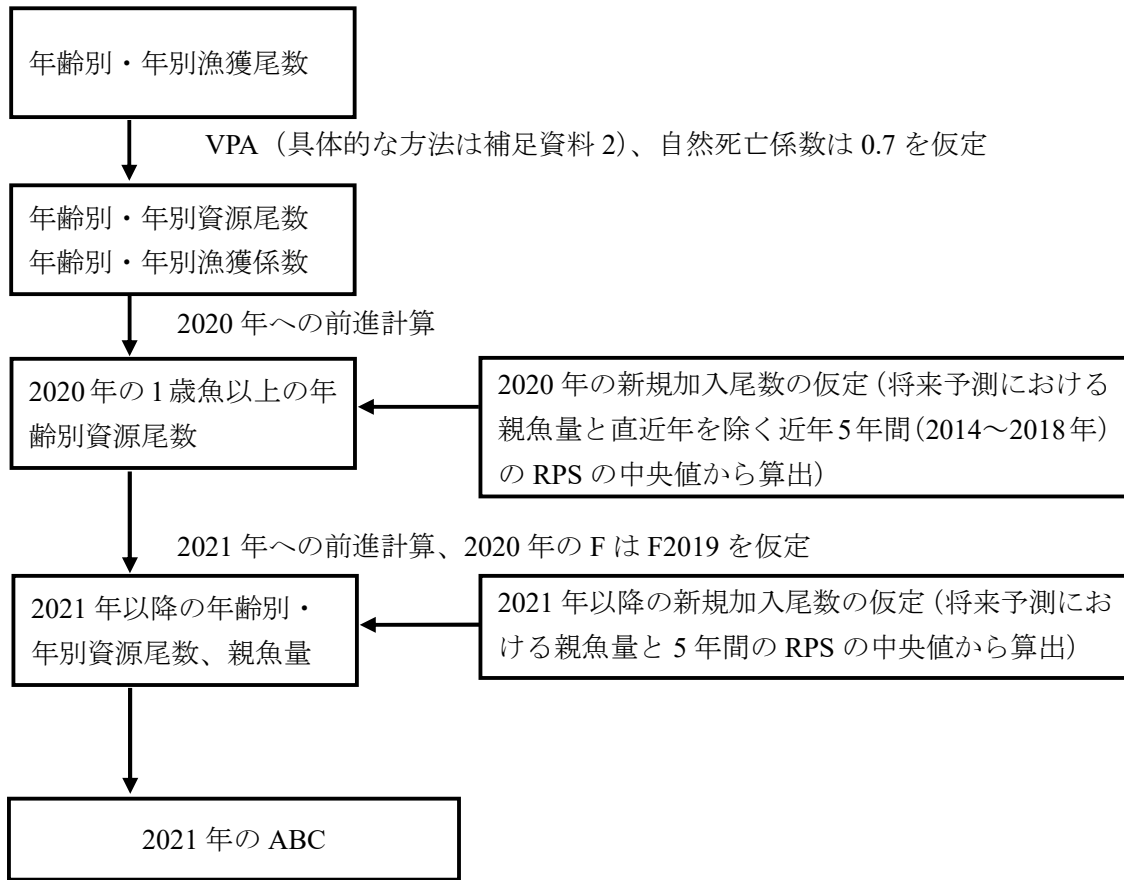 年齢別・年別漁獲尾数
VPA（具体的な方法は補足資料 2）、自然死亡係数は 0.7 を仮定
年齢別・年別資源尾数
年齢別・年別漁獲係数
2020 年への前進計算
2020 年の 1 歳魚以上の年
齢別資源尾数
2020 年の新規加入尾数の仮定（将来予測における
親魚量と直近年を除く近年 5 年間（2014～2018 年）
の RPS の中央値から算出）
2021 年への前進計算、2020 年の F は F2019 を仮定
2021 年以降の年齢別・
年別資源尾数、親魚量
2021 年以降の新規加入尾数の仮定（将来予測にお
ける親魚量と 5 年間の RPS の中央値から算出）
2021 年の ABC